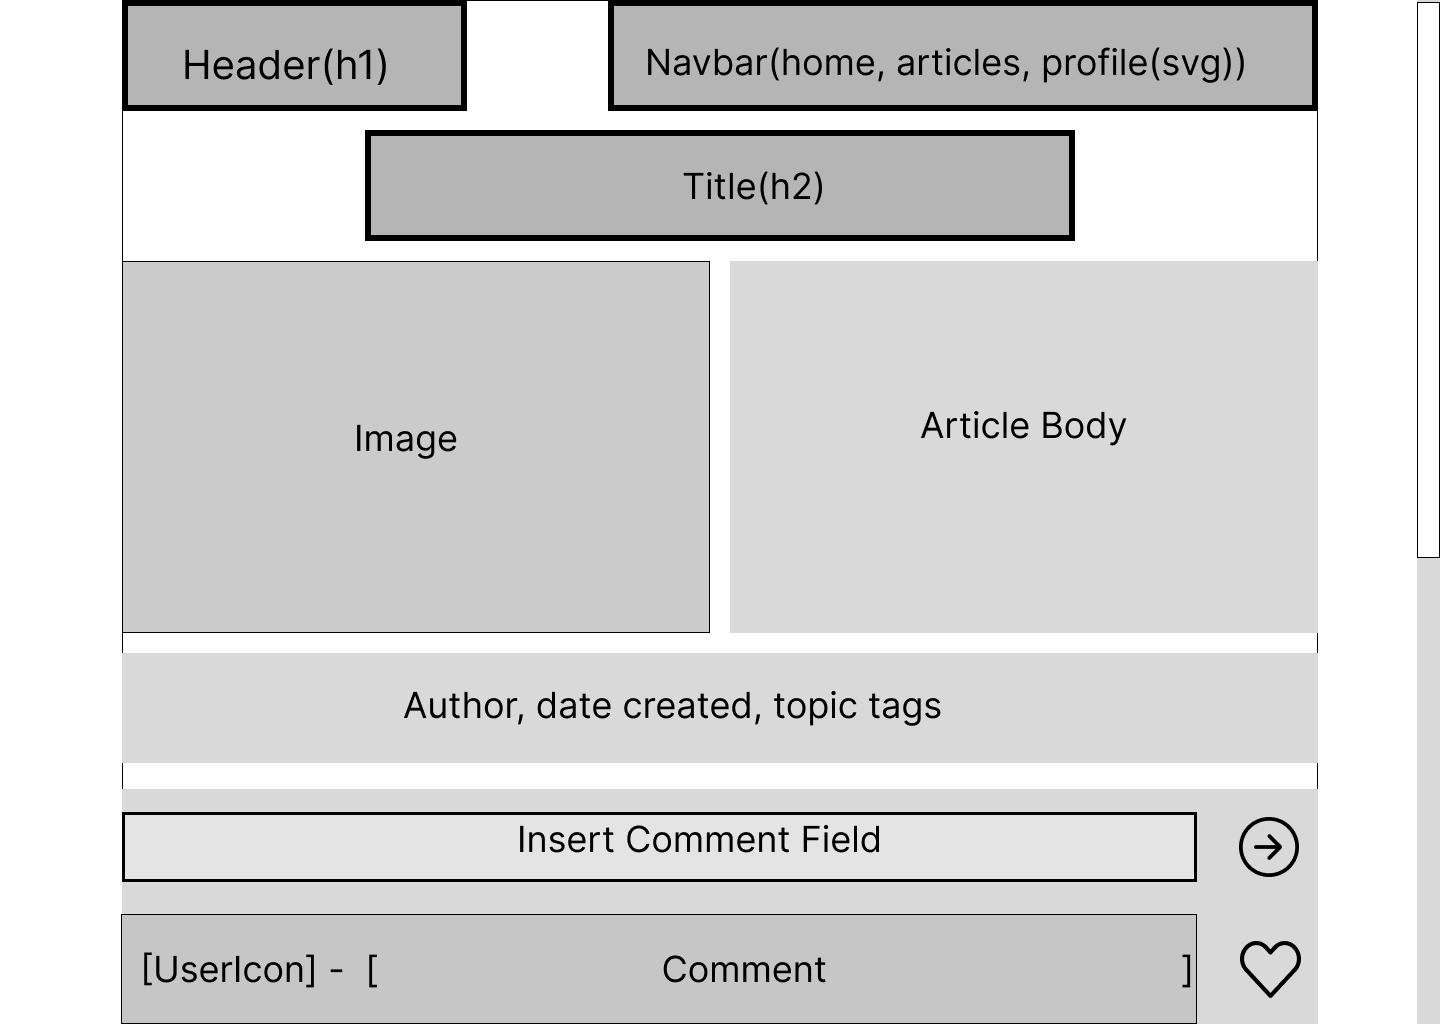 Header(h1)
Navbar(home, articles, profile(svg))
Title(h2)
Image
Article Body
Author, date created, topic tags
Insert Comment Field
[UserIcon] - [ Comment ]